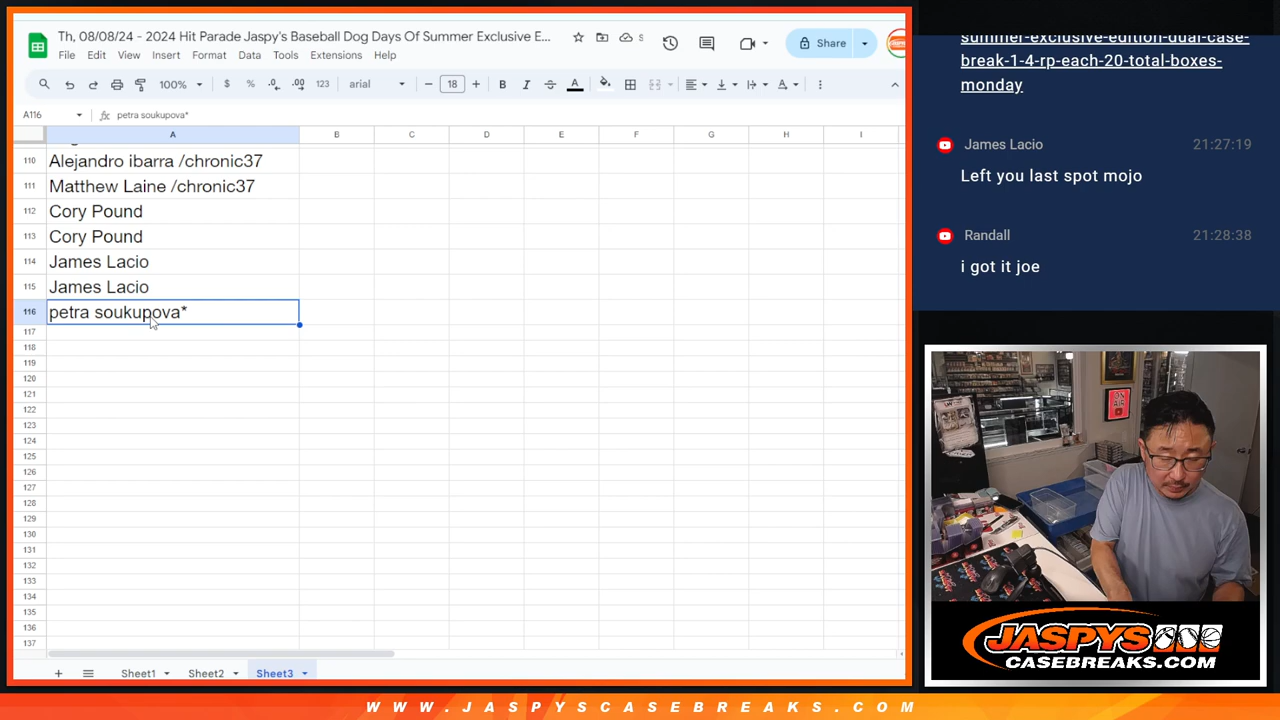 Th, 08/08/24 - 2024 Hit Parade Jaspy's Baseball Dog Days Of Summer Exclusive E...
File Edit View Insert Format Data Tools Extensions Help
Share
100% $ % .0 .00 123 arial 18 B I A
A116 petra soukupova*
A B C D E F G H I
110 Alejandro ibarra /chronic37
111 Matthew Laine /chronic37
112 Cory Pound
113 Cory Pound
114 James Lacio
115 James Lacio
116 petra soukupova*
117
118
119
120
121
122
123
124
125
126
127
128
129
130
131
132
133
134
135
136
137
Sheet1 Sheet2 Sheet3
summer-exclusive-edition-dual-case-
break-1-4-rp-each-20-total-boxes-
monday
James Lacio 21:27:19
Left you last spot mojo
Randall 21:28:38
i got it joe
ON AIR
JASPYS
CASEBREAKS.COM
WWW.JASPYSCASEBREAKS.COM